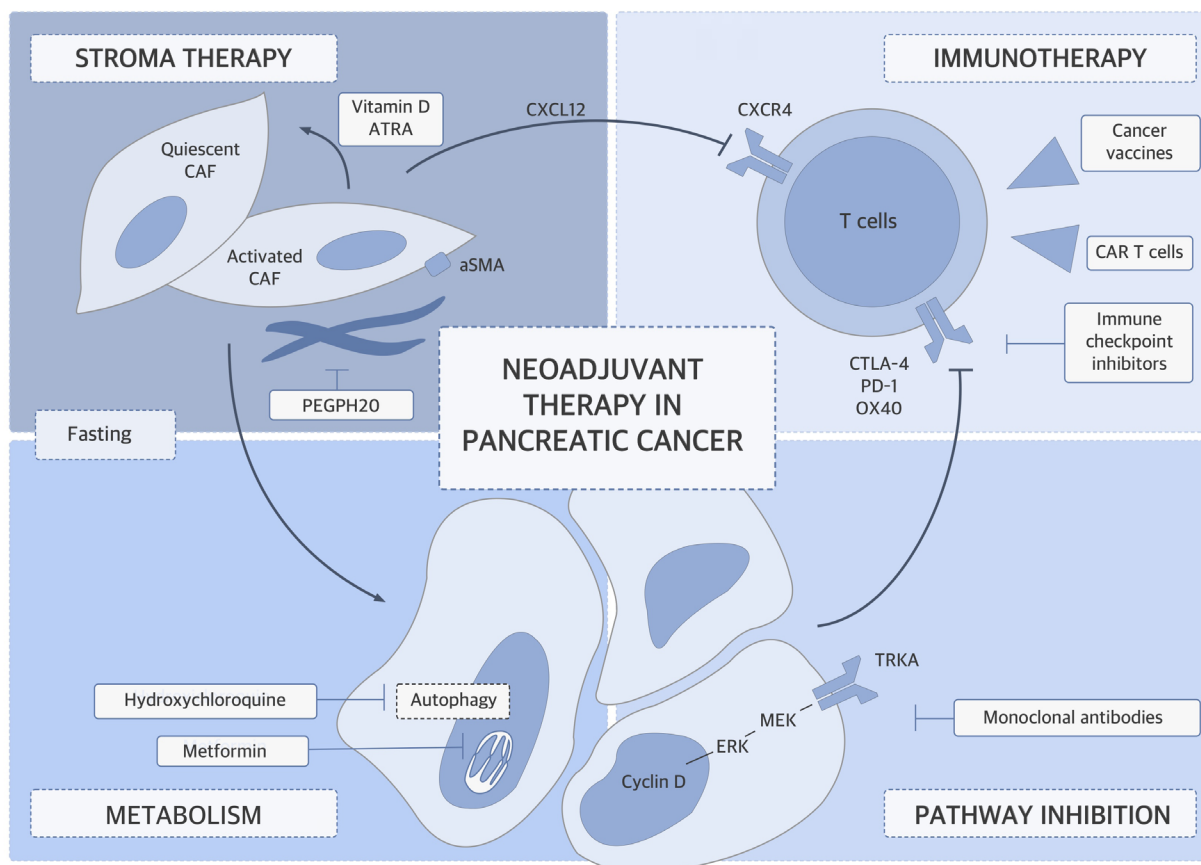 STROMA THERAPY
Vitamin D
ATRA
Quiescent
CAF
Activated
CAF
aSMA
PEGPH20
CXCL12
IMMUNOTHERAPY
CXCR4
T cells
Cancer
vaccines
CAR T cells
Immune
checkpoint
inhibitors
CTLA-4
PD-1
OX40
NEOADJUVANT
THERAPY IN
PANCREATIC CANCER
Fasting
Hydroxychloroquine
Autophagy
Metformin
METABOLISM
TRKA
MEK
ERK
Cyclin D
Monoclonal antibodies
PATHWAY INHIBITION